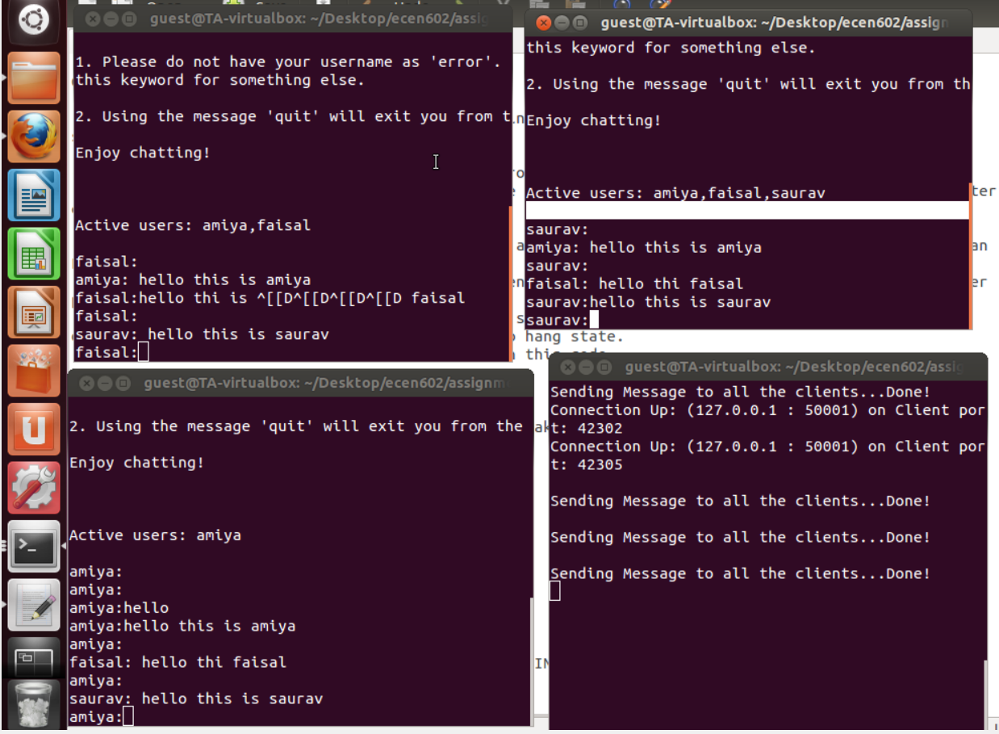 guest@TA-virtualbox: ~/Desktop/ecen602/assig
1. Please do not have your username as 'error'.
this keyword for something else.
2. Using the message 'quit' will exit you from t
Enjoy chatting!
Active users: amiya,faisal
faisal:
amiya: hello this is amiya
faisal:hello thi is ^[[D^[[D^[[D^[[D faisal
faisal:
saurav: hello this is saurav
faisal:
guest@TA-virtualbox: ~/Desktop/ecen602/assign
this keyword for something else.
2. Using the message 'quit' will exit you from th
Enjoy chatting!
Active users: amiya,faisal,saurav
saurav:
amiya: hello this is amiya
saurav:
faisal: hello thi faisal
saurav:hello this is saurav
saurav:
hang state.
guest@TA-virtualbox: ~/Desktop/ecen602/assignm
2. Using the message 'quit' will exit you from the
Enjoy chatting!
Active users: amiya
amiya:
amiya:
amiya:hello
amiya:hello this is amiya
amiya:
faisal: hello thi faisal
amiya:
saurav: hello this is saurav
amiya:
guest@TA-virtualbox: ~/Desktop/ecen602/assig
Sending Message to all the clients...Done!
Connection Up: (127.0.0.1 : 50001) on Client por
t: 42302
Connection Up: (127.0.0.1 : 50001) on Client por
t: 42305
Sending Message to all the clients...Done!
Sending Message to all the clients...Done!
Sending Message to all the clients...Done!